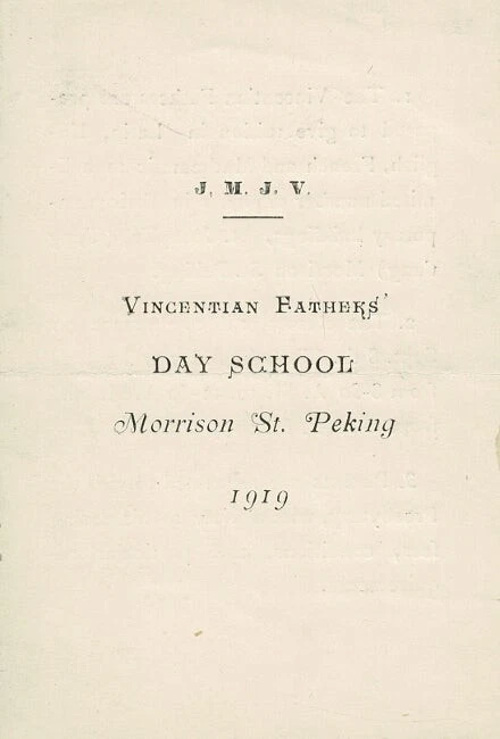 J. M. J. V.
VINCENTIAN FATHERS'
DAY SCHOOL
Morrison St. Peking
1919